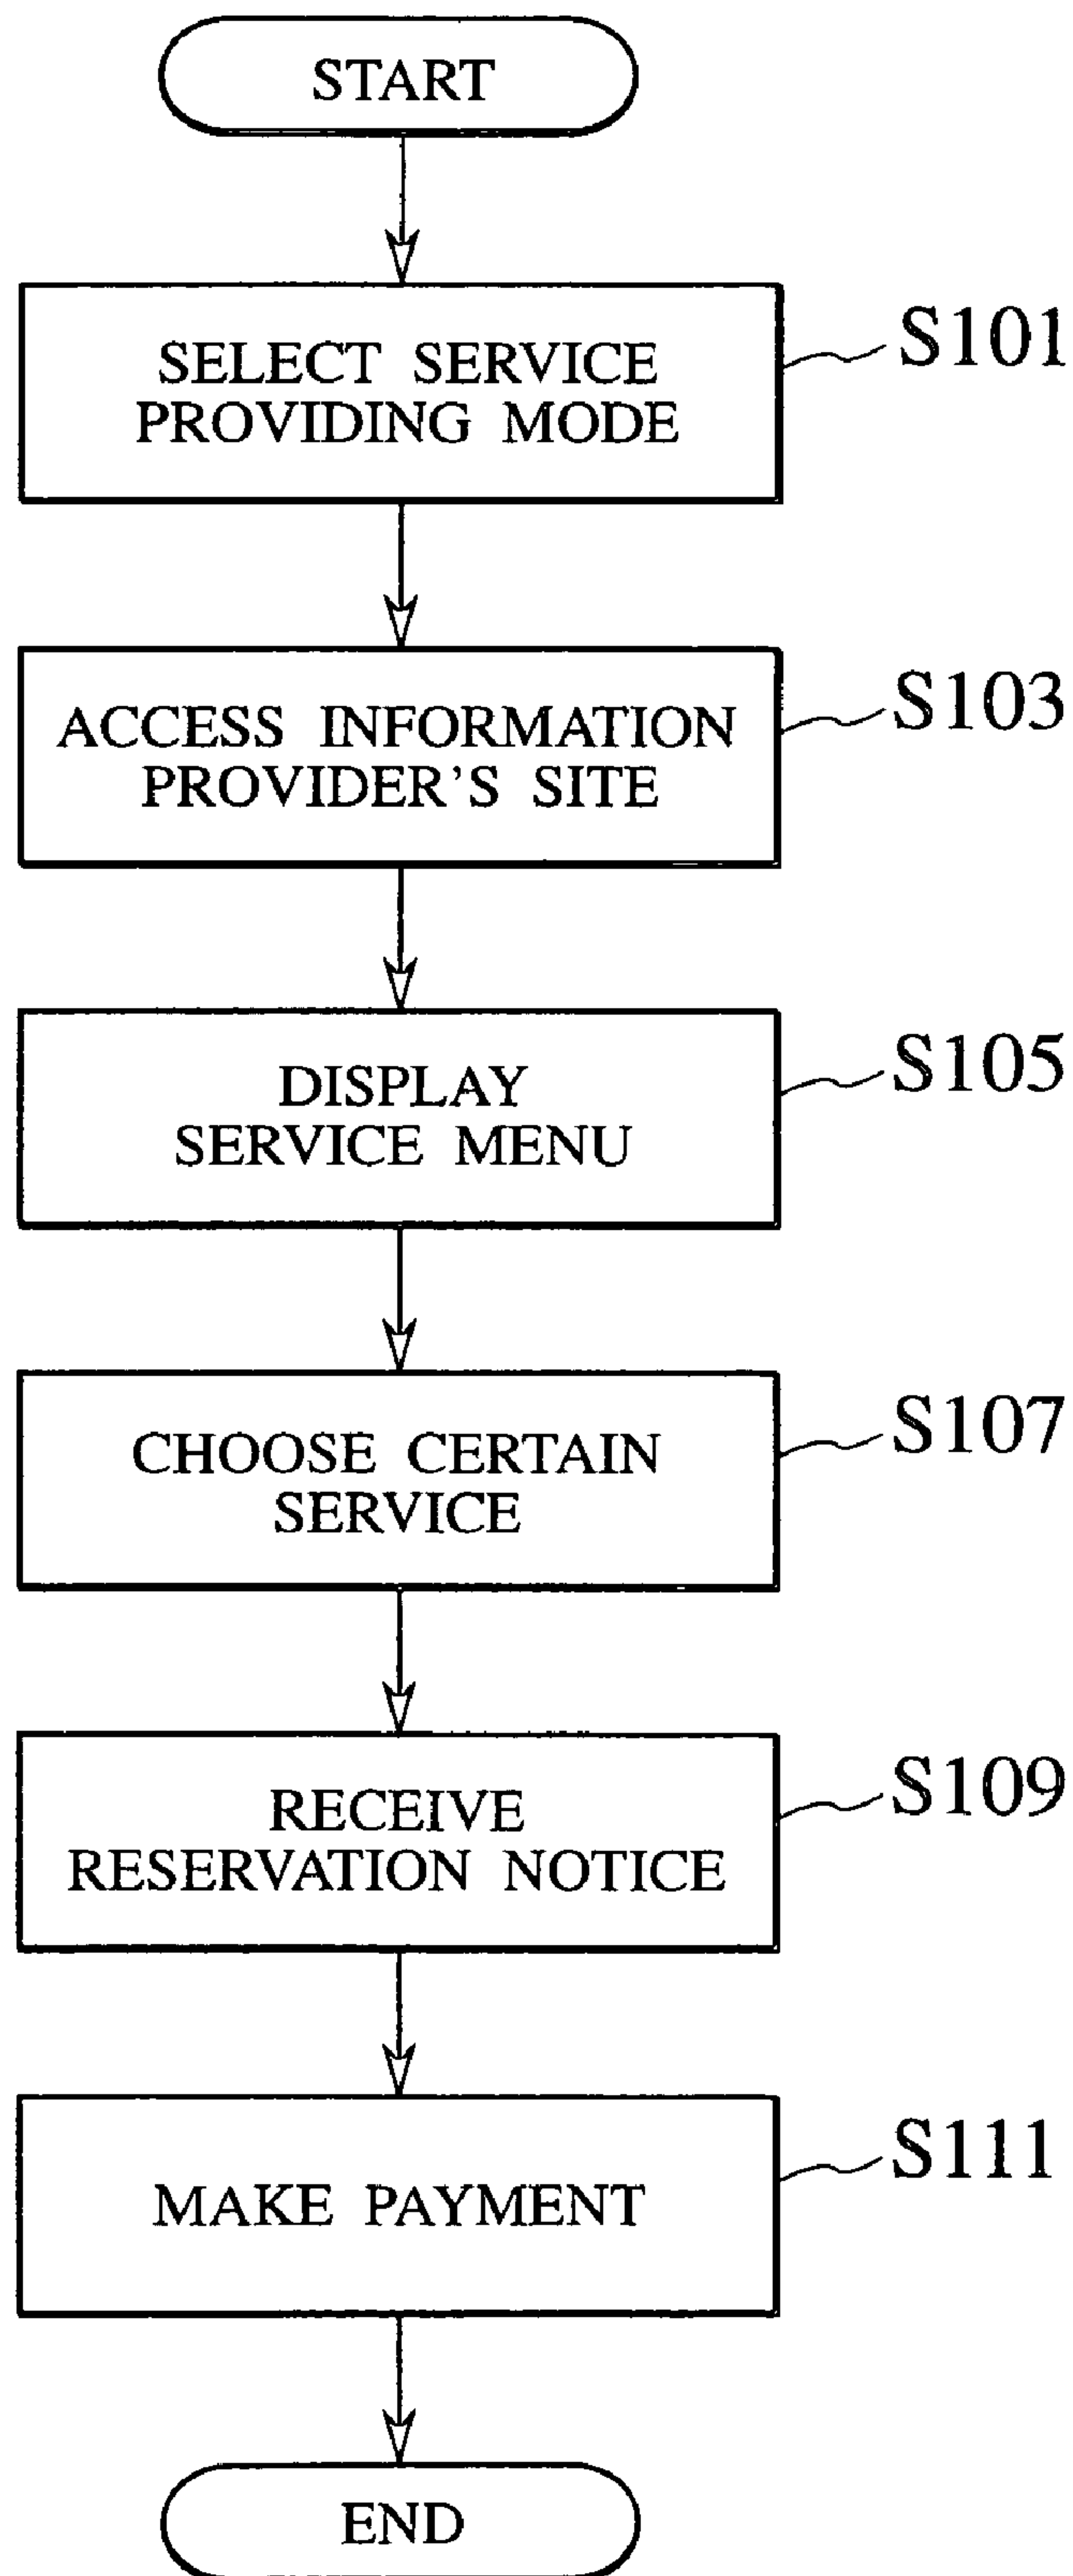 START
SELECT SERVICE
PROVIDING MODE
S101
ACCESS INFORMATION
PROVIDER'S SITE
S103
DISPLAY
SERVICE MENU
S105
CHOOSE CERTAIN
SERVICE
S107
RECEIVE
RESERVATION NOTICE
S109
MAKE PAYMENT
S111
END